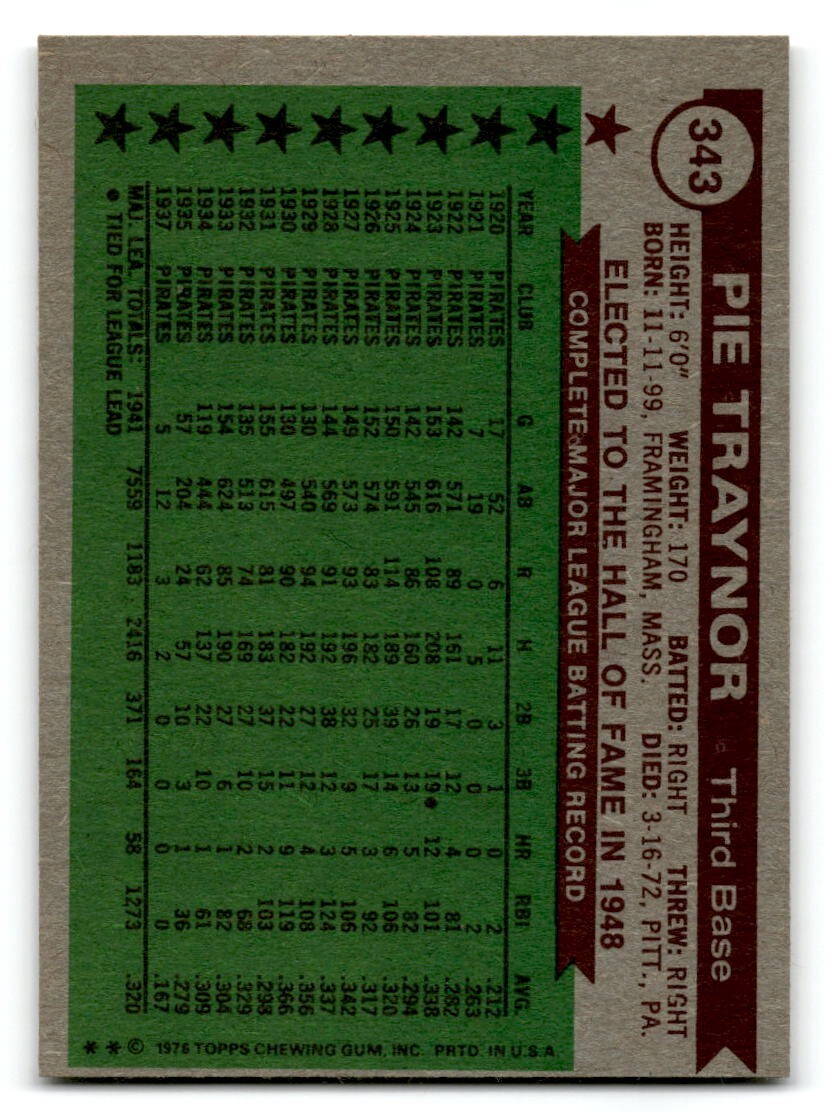 343
PIE TRAYNOR Third Base
HEIGHT: 6'0" WEIGHT: 170 BATTED: RIGHT THREW: RIGHT
BORN: 11-11-99, FRAMINGHAM, MASS. DIED: 3-16-72, PITT., PA.
ELECTED TO THE HALL OF FAME IN 1948
COMPLETE MAJOR LEAGUE BATTING RECORD
YEAR CLUB G AB R H 2B 3B HR RBI AVG.
1920 PIRATES 17 52 6 11 3 1 0 2 .212
1921 PIRATES 7 19 0 5 0 0 0 2 .263
1922 PIRATES 142 571 89 161 17 12 4 81 .282
1923 PIRATES 153 616 108 208 19 19● 12 101 .338
1924 PIRATES 142 545 86 160 26 13 5 82 .294
1925 PIRATES 150 591 114 189 39 14 6 106 .320
1926 PIRATES 152 574 83 182 25 17 3 92 .317
1927 PIRATES 149 573 93 196 32 9 5 106 .342
1928 PIRATES 144 569 91 192 38 12 3 124 .337
1929 PIRATES 130 540 94 192 27 12 4 108 .356
1930 PIRATES 130 497 90 182 22 11 9 119 .366
1931 PIRATES 155 615 81 183 37 15 2 103 .298
1932 PIRATES 135 513 74 169 27 10 2 68 .329
1933 PIRATES 154 624 85 190 27 6 1 82 .304
1934 PIRATES 119 444 62 137 22 10 1 61 .309
1935 PIRATES 57 204 24 57 10 3 1 36 .279
1937 PIRATES 5 12 3 2 0 0 0 0 .167
MAJ. LEA. TOTALS: 1941 7559 1183 2416 371 164 58 1273 .320
● TIED FOR LEAGUE LEAD
** © 1976 TOPPS CHEWING GUM, INC. PRTD. IN U.S.A.